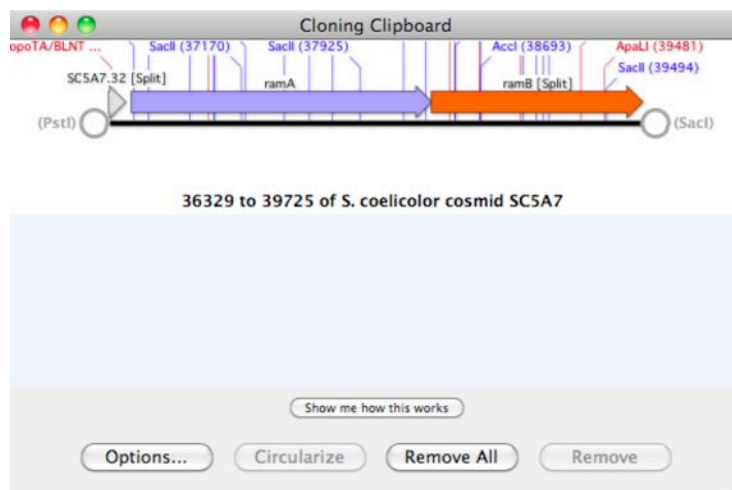 Cloning Clipboard
opoTA/BLNT ... SacII (37170) SacII (37925) AccI (38693) ApaLI (39481)
SacII (39494)
SC5A7.32 [Split] ramA ramB [Split]
(PstI) (SacI)
36329 to 39725 of S. coelicolor cosmid SC5A7
Show me how this works
Options... Circularize Remove All Remove